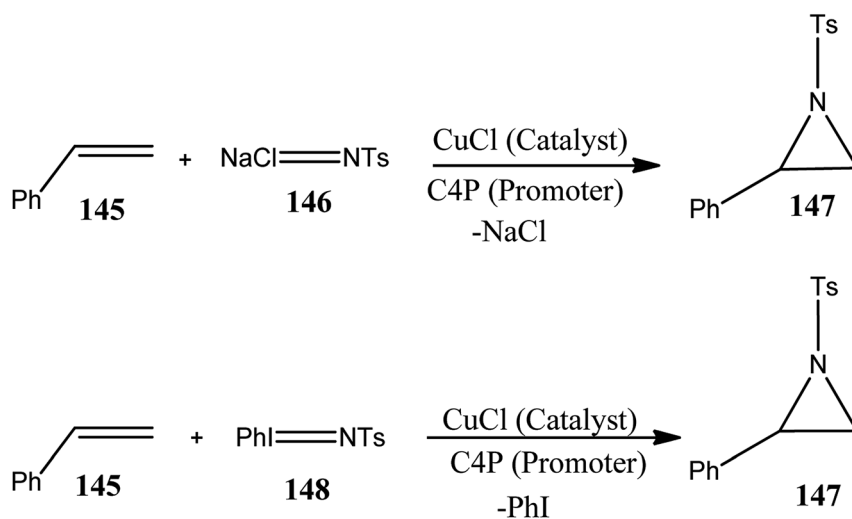 Ts
N
Ph
145
+
NaCl=NTs
146
CuCl (Catalyst)
C4P (Promoter)
-NaCl
Ph
147
Ts
N
Ph
145
+
PhI=NTs
148
CuCl (Catalyst)
C4P (Promoter)
-PhI
Ph
147